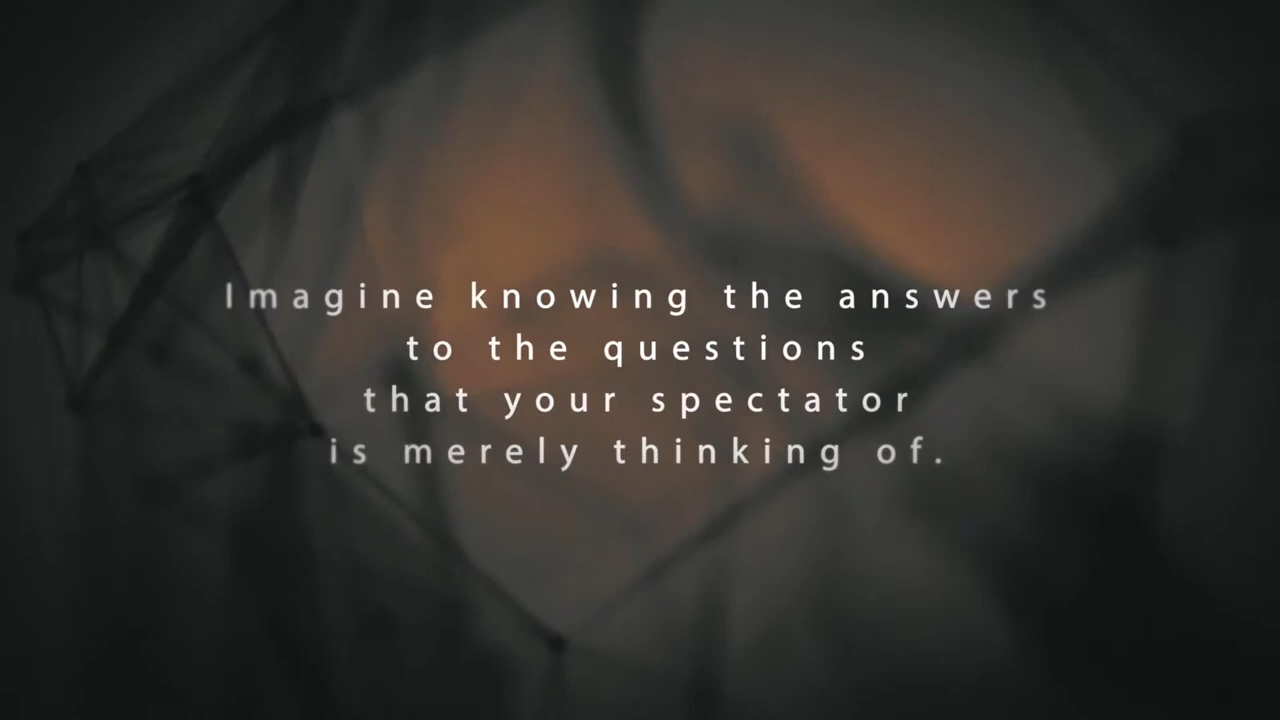 Imagine knowing the answers
to the questions
that your spectator
is merely thinking of.